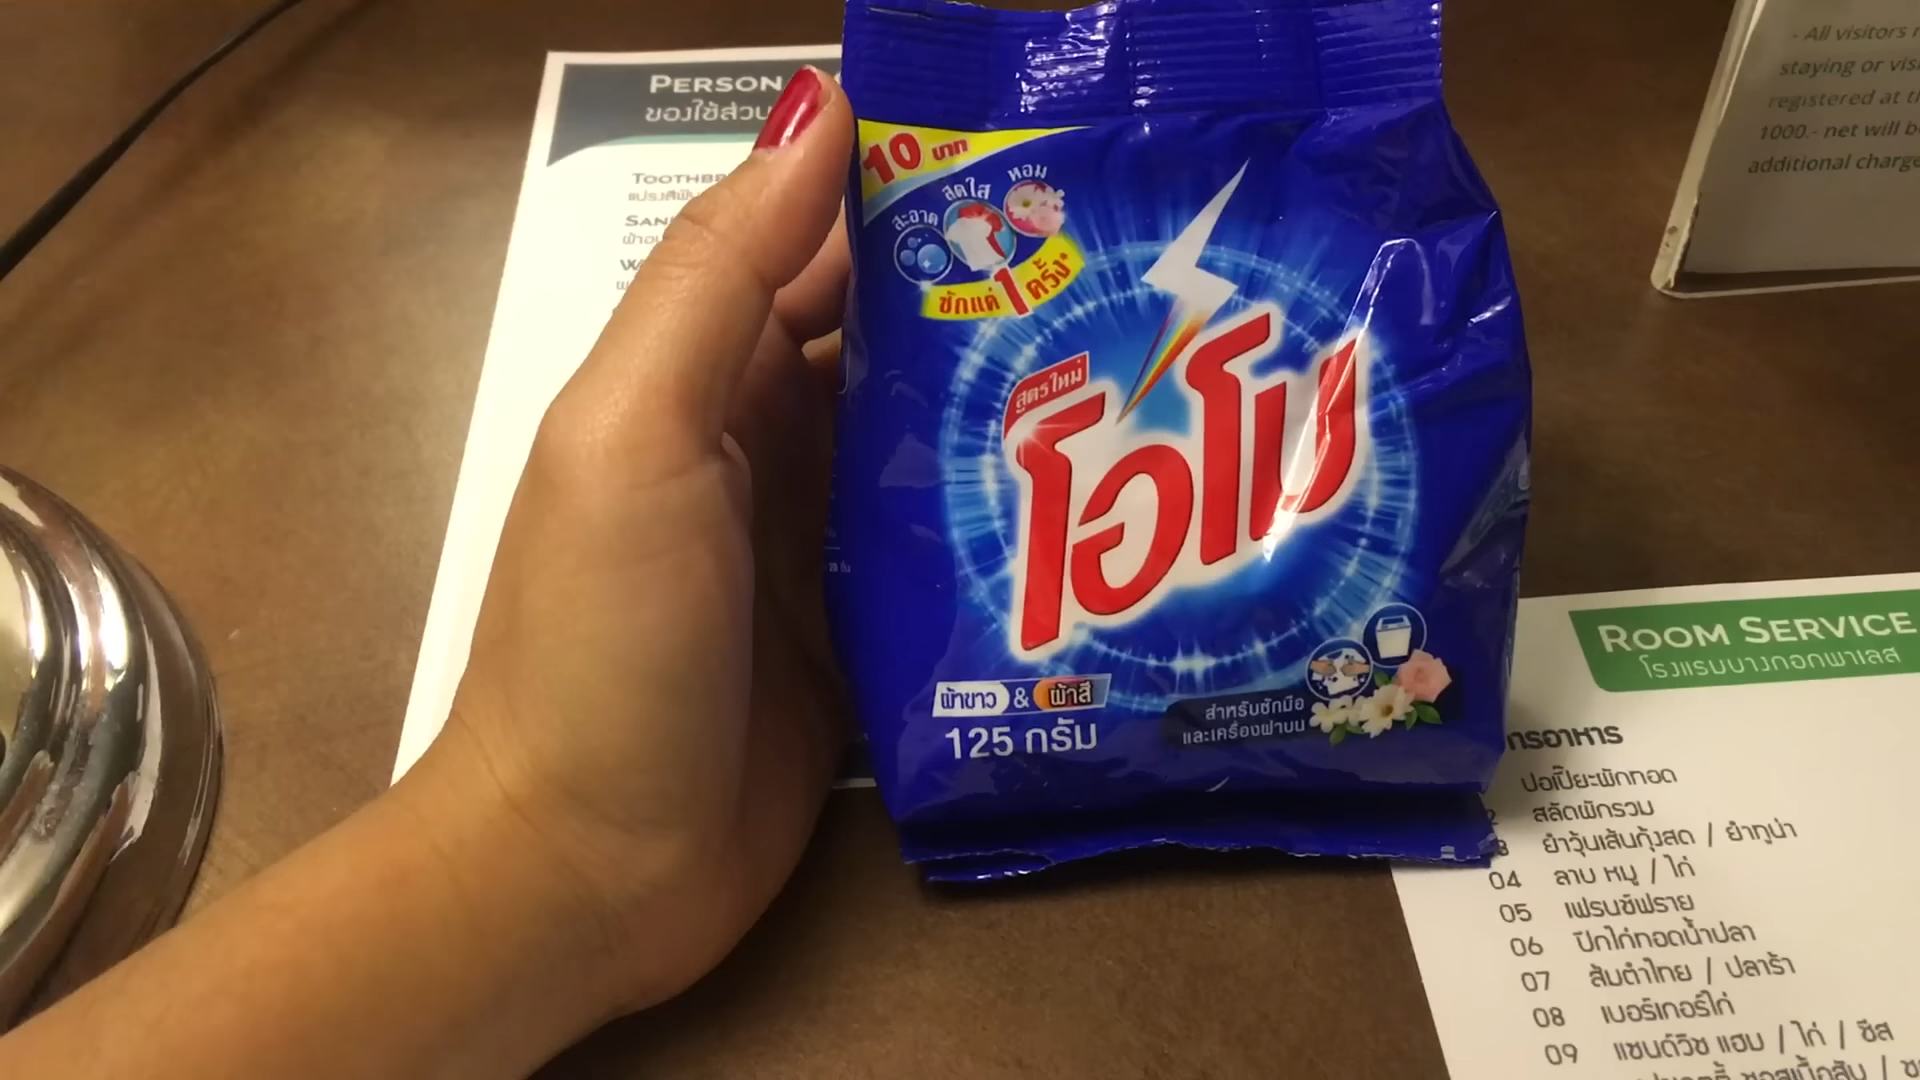 PERSON
ของใช้ส่วน
TOOTHBR
แปรงสีฟัน
SANI
10 บาท
สะอาด สดใส หอม
ซักแค่ 1 ครั้ง*
สูตรใหม่
โอโม
ผ้าขาว & ผ้าสี
125 กรัม
สำหรับซักมือ
และเครื่องฝาบน
- All visitors
staying or vis
registered at t
1000.- net will b
additional charge
ROOM SERVICE
โรงแรมบางกอกพาเลส
ปอเปี๊ยะผักทอด
สลัดผักรวม
ยำวุ้นเส้นกุ้งสด / ยำทูน่า
04 ลาบ หมู / ไก่
05 เฟรนช์ฟราย
06 ปีกไก่ทอดน้ำปลา
07 ส้มตำไทย / ปลาร้า
08 เบอร์เกอร์ไก่
09 แซนด์วิช แฮม / ไก่ / ชีส